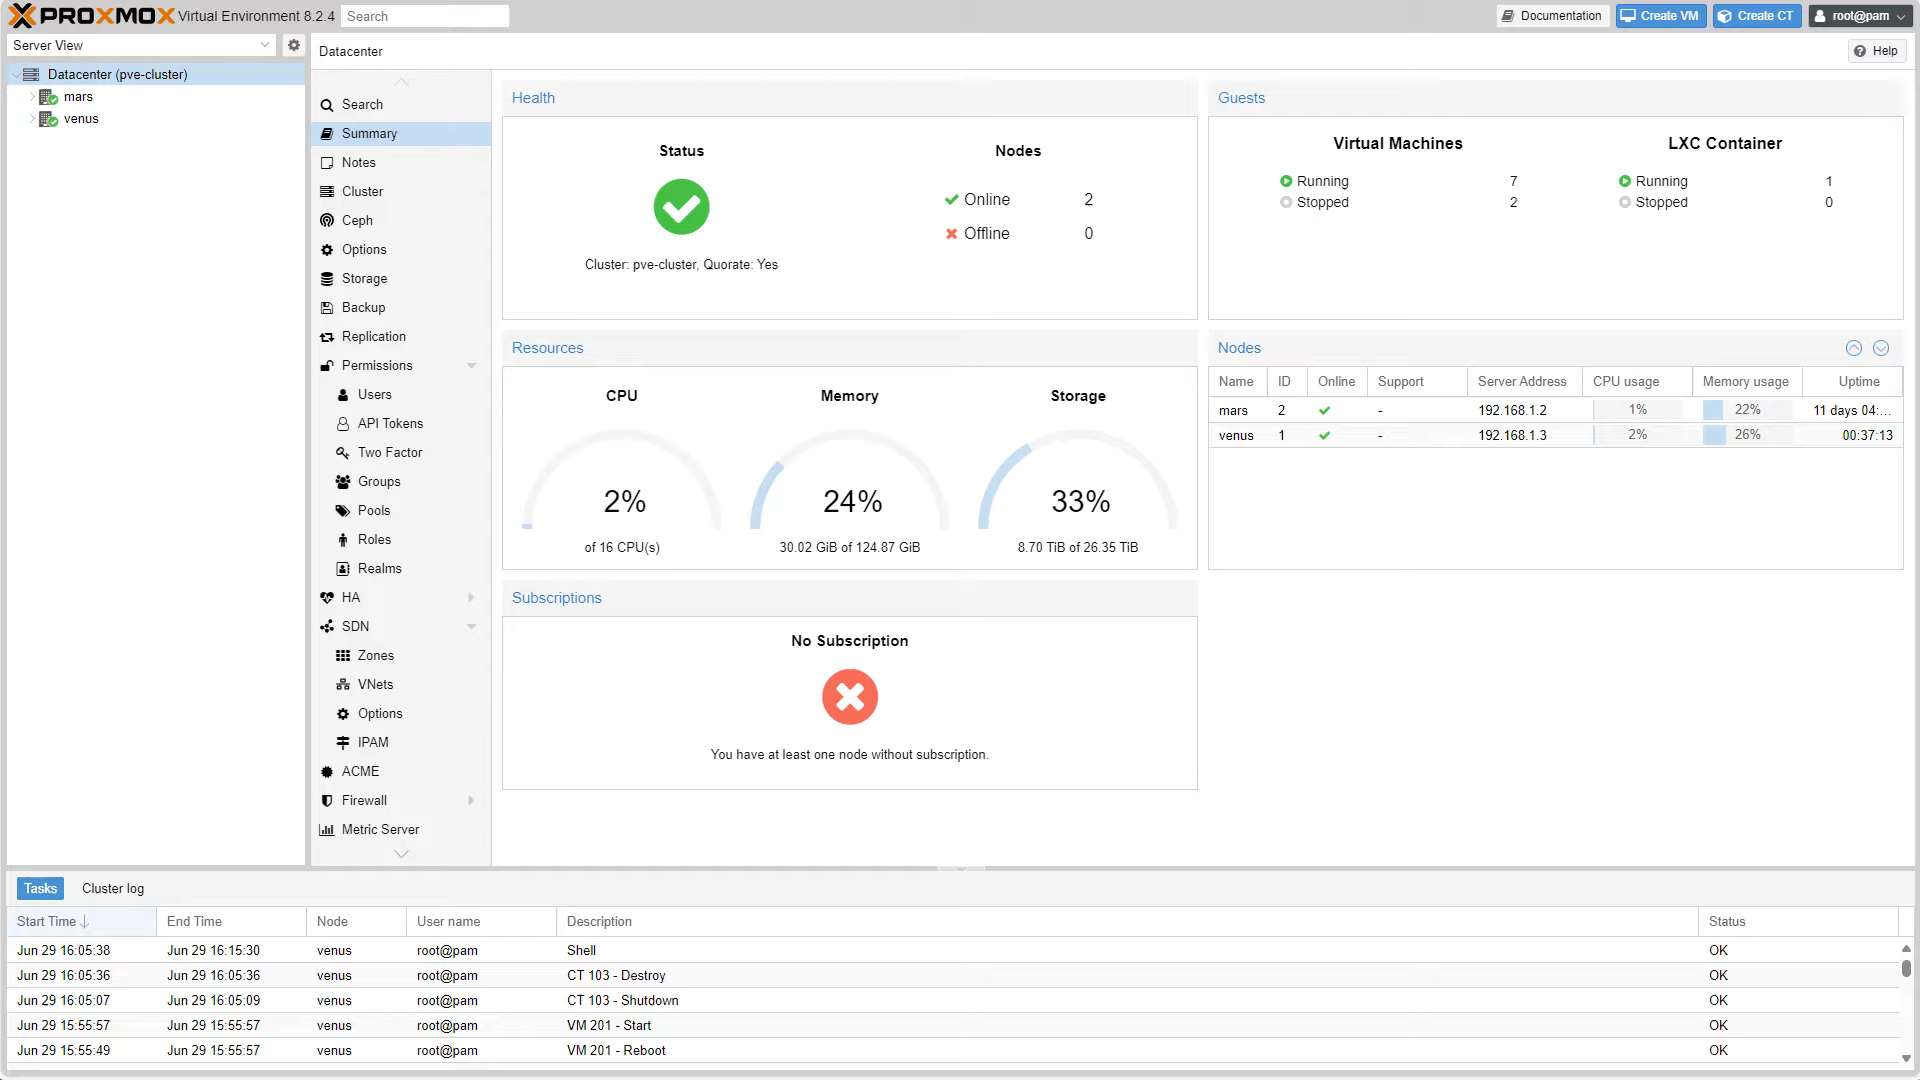 PROXMOX Virtual Environment 8.2.4 Search Documentation Create VM Create CT root@pam
Server View
Datacenter Help
Datacenter (pve-cluster)
mars
venus
Search
Summary
Notes
Cluster
Ceph
Options
Storage
Backup
Replication
Permissions
Users
API Tokens
Two Factor
Groups
Pools
Roles
Realms
HA
SDN
Zones
VNets
Options
IPAM
ACME
Firewall
Metric Server
Health
Status
Nodes
Online 2
Offline 0
Cluster: pve-cluster, Quorate: Yes
Guests
Virtual Machines
Running 7
Stopped 2
LXC Container
Running 1
Stopped 0
Resources
CPU
2%
of 16 CPU(s)
Memory
24%
30.02 GiB of 124.87 GiB
Storage
33%
8.70 TiB of 26.35 TiB
Nodes
Name ID Online Support Server Address CPU usage Memory usage Uptime
mars 2 - 192.168.1.2 1% 22% 11 days 04:...
venus 1 - 192.168.1.3 2% 26% 00:37:13
Subscriptions
No Subscription
You have at least one node without subscription.
Tasks Cluster log
Start Time End Time Node User name Description Status
Jun 29 16:05:38 Jun 29 16:15:30 venus root@pam Shell OK
Jun 29 16:05:36 Jun 29 16:05:36 venus root@pam CT 103 - Destroy OK
Jun 29 16:05:07 Jun 29 16:05:09 venus root@pam CT 103 - Shutdown OK
Jun 29 15:55:57 Jun 29 15:55:57 venus root@pam VM 201 - Start OK
Jun 29 15:55:49 Jun 29 15:55:57 venus root@pam VM 201 - Reboot OK